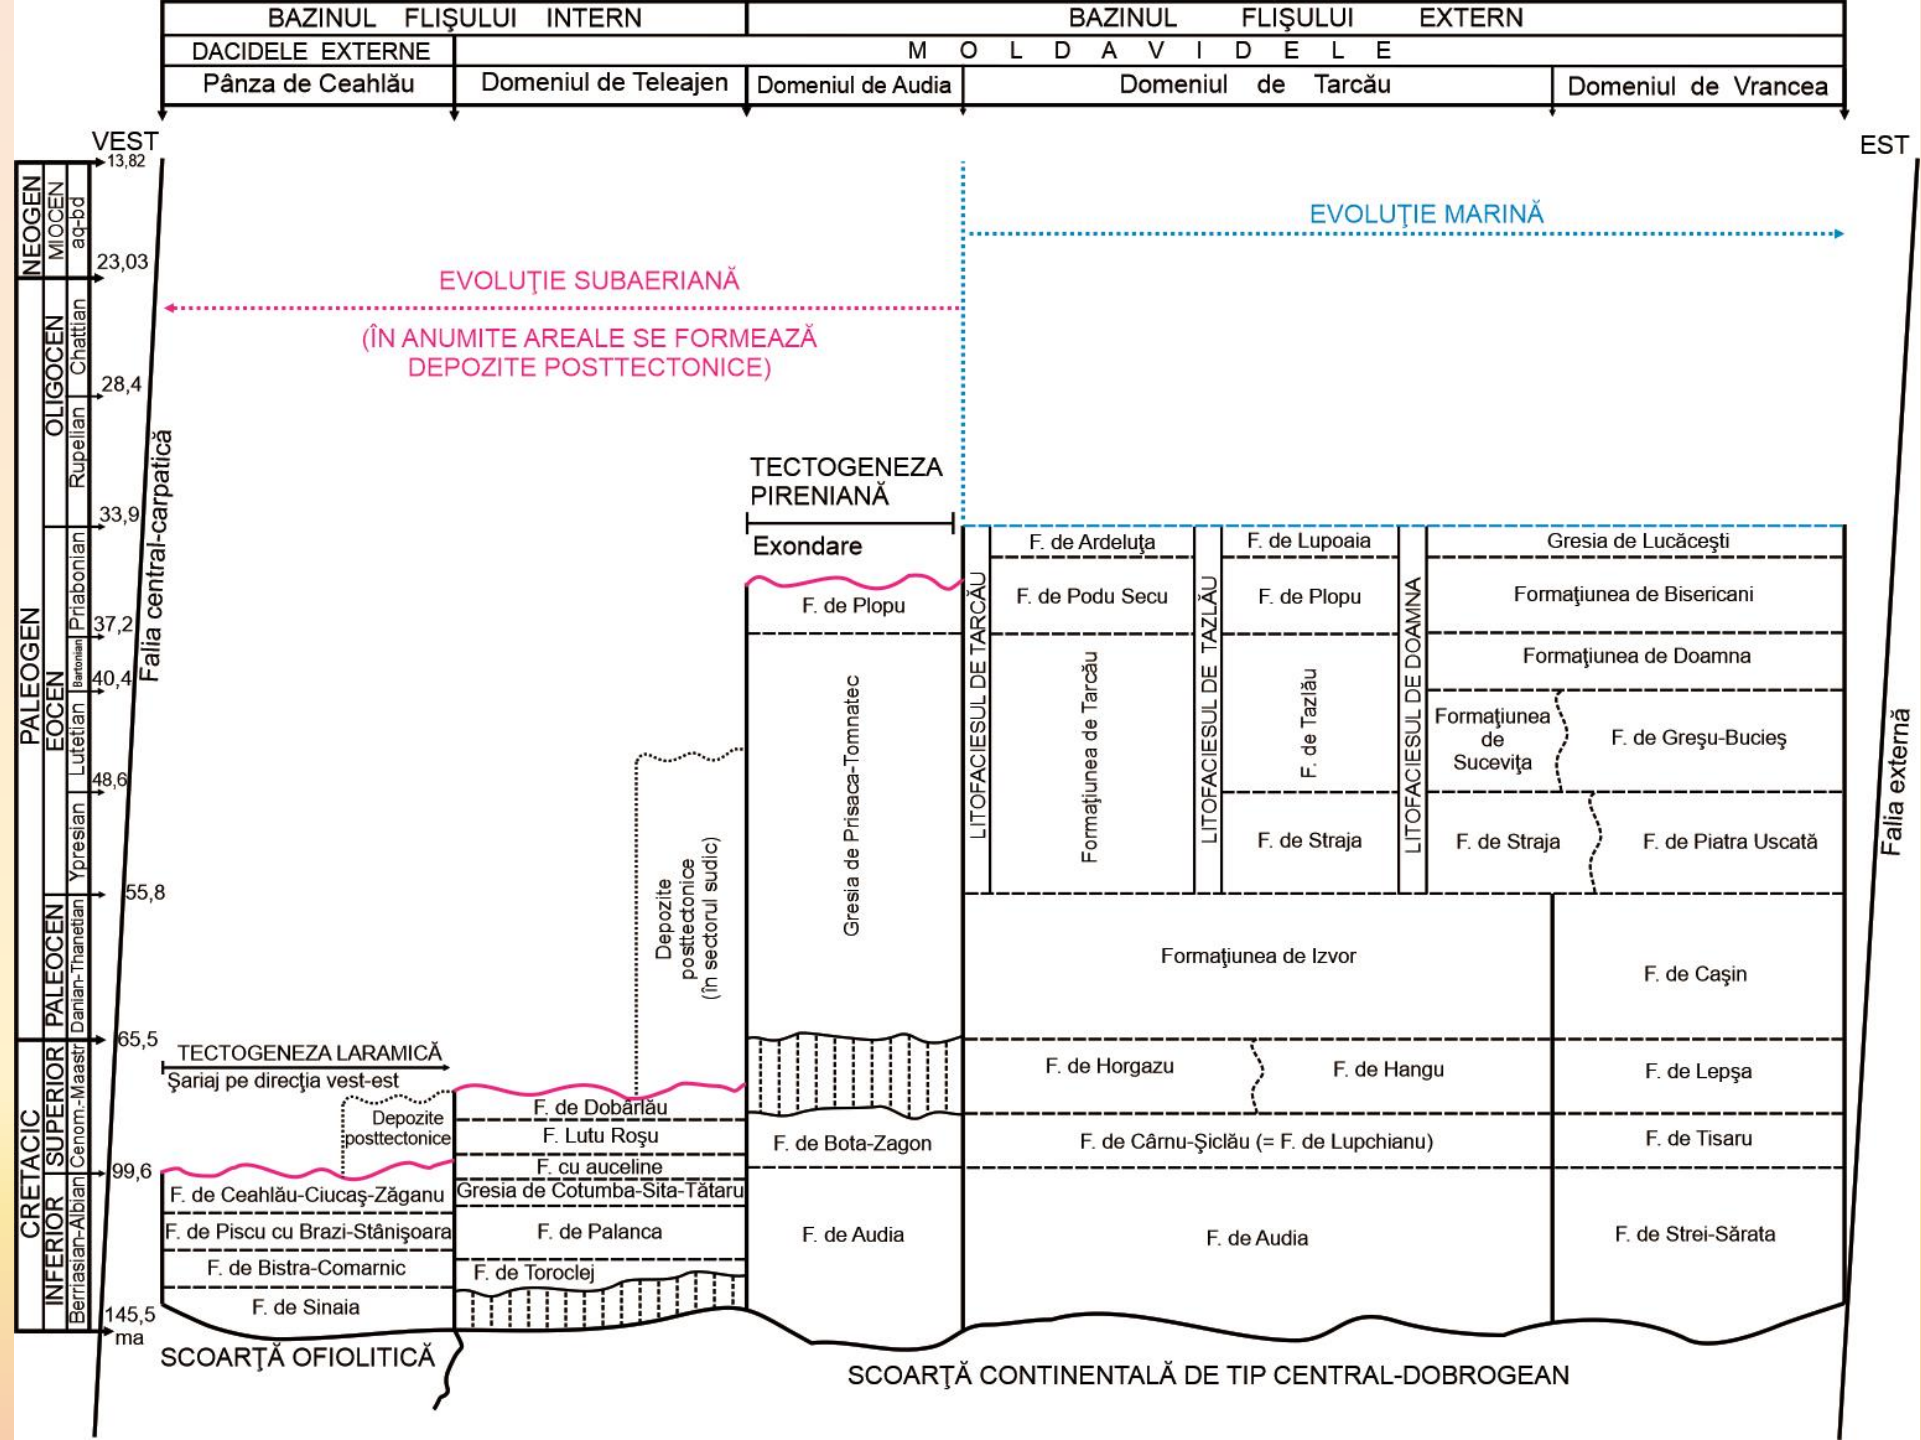 BAZINUL FLIŞULUI INTERN
BAZINUL FLIŞULUI EXTERN
DACIDELE EXTERNE
MOLDAVIDELE
Pânza de Ceahlău
Domeniul de Teleajen
Domeniul de Audia
Domeniul de Tarcău
Domeniul de Vrancea
VEST
EST
13,82
23,03
28,4
33,9
37,2
40,4
48,6
55,8
65,5
99,6
145,5
ma
NEOGEN
MIOCEN
aq-bd
PALEOGEN
OLIGOCEN
Chattian
Rupelian
EOCEN
Priabonian
Bartonian
Lutetian
Ypresian
PALEOCEN
Danian-Thanetian
CRETACIC
SUPERIOR
Cenom.-Maastr
INFERIOR
Berriasian-Albian
Falia central-carpatică
EVOLUŢIE MARINĂ
EVOLUŢIE SUBAERIANĂ
(ÎN ANUMITE AREALE SE FORMEAZĂ
DEPOZITE POSTTECTONICE)
TECTOGENEZA
PIRENIANĂ
Exondare
TECTOGENEZA LARAMICĂ
Şariaj pe direcţia vest-est
Depozite
posttectonice
F. de Ceahlău-Ciucaş-Zăganu
F. de Piscu cu Brazi-Stânişoara
F. de Bistra-Comarnic
F. de Sinaia
Depozite
posttectonice
(în sectorul sudic)
F. de Dobârlău
F. Lutu Roşu
F. cu auceline
Gresia de Cotumba-Sita-Tătaru
F. de Palanca
F. de Toroclej
F. de Plopu
Gresia de Prisaca-Tomnatec
F. de Bota-Zagon
F. de Audia
LITOFACIESUL DE TARCĂU
F. de Ardeluţa
F. de Podu Secu
Formaţiunea de Tarcău
LITOFACIESUL DE TAZLĂU
F. de Lupoaia
F. de Plopu
F. de Tazlău
F. de Straja
LITOFACIESUL DE DOAMNA
Gresia de Lucăceşti
Formaţiunea de Bisericani
Formaţiunea de Doamna
Formaţiunea
de
Suceviţa
F. de Greşu-Bucieş
F. de Straja
F. de Piatra Uscată
Formaţiunea de Izvor
F. de Caşin
F. de Horgazu
F. de Hangu
F. de Lepşa
F. de Cârnu-Şiclău (= F. de Lupchianu)
F. de Tisaru
F. de Audia
F. de Strei-Sărata
Falia externă
SCOARŢĂ OFIOLITICĂ
SCOARŢĂ CONTINENTALĂ DE TIP CENTRAL-DOBROGEAN